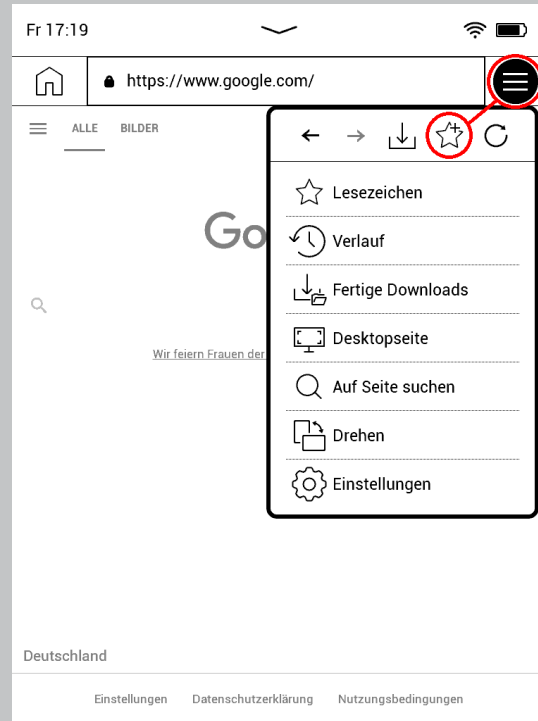 Fr 17:19
https://www.google.com/
ALLE BILDER
Go
Wir feiern Frauen der
Lesezeichen
Verlauf
Fertige Downloads
Desktopseite
Auf Seite suchen
Drehen
Einstellungen
Deutschland
Einstellungen Datenschutzerklärung Nutzungsbedingungen